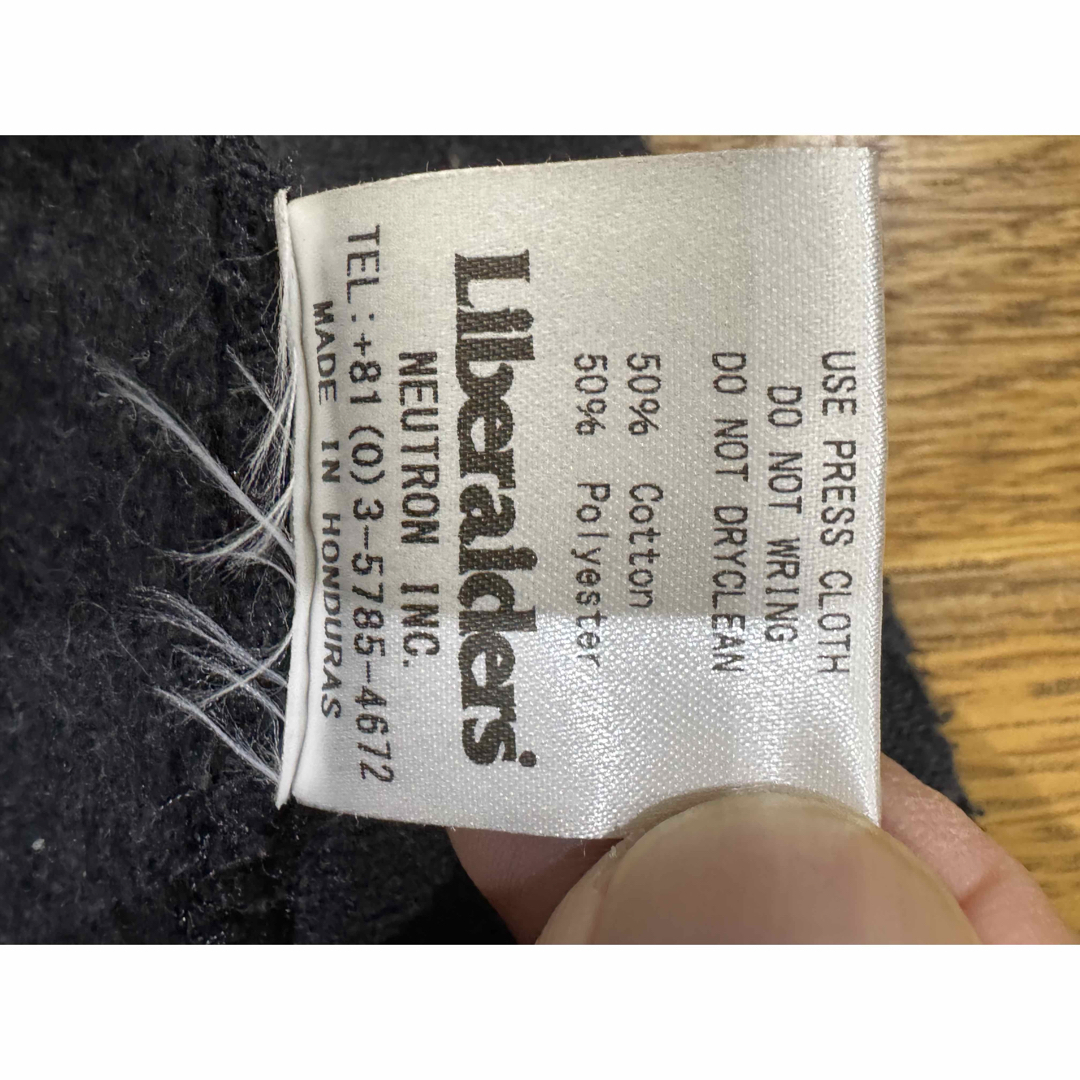 USE PRESS CLOTH
DO NOT WRING
DO NOT DRYCLEAN
50% Cotton
50% Polyester
Liberaiders
NEUTRON INC.
TEL:+81(0)3-5785-4672
MADE IN HONDURAS